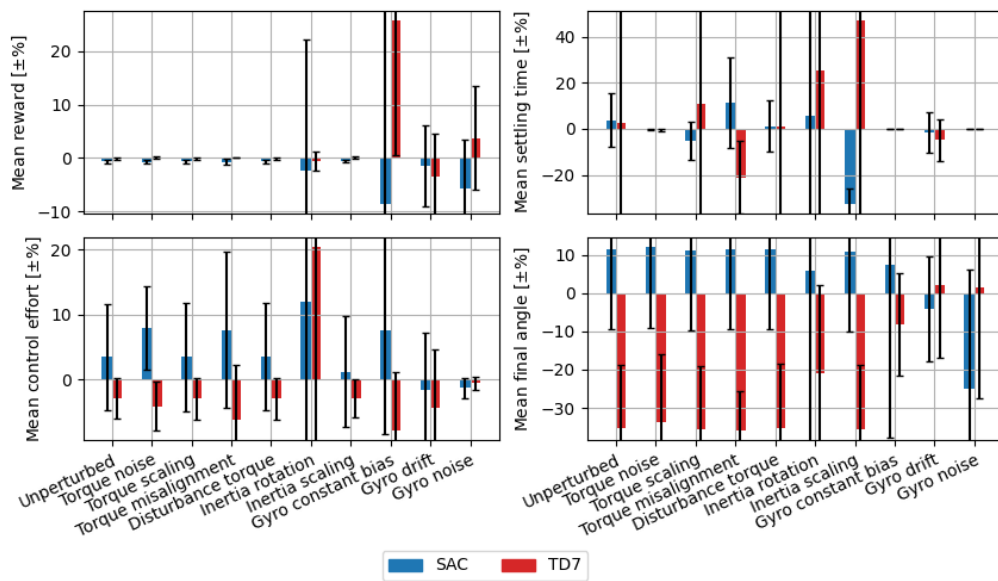 Mean reward [±%]
20
10
0
−10
Mean settling time [±%]
40
20
0
−20
Mean control effort [±%]
20
10
0
Mean final angle [±%]
10
0
−10
−20
−30
Unperturbed
Torque noise
Torque scaling
Torque misalignment
Disturbance torque
Inertia rotation
Inertia scaling
Gyro constant bias
Gyro drift
Gyro noise
Unperturbed
Torque noise
Torque scaling
Torque misalignment
Disturbance torque
Inertia rotation
Inertia scaling
Gyro constant bias
Gyro drift
Gyro noise
SAC TD7